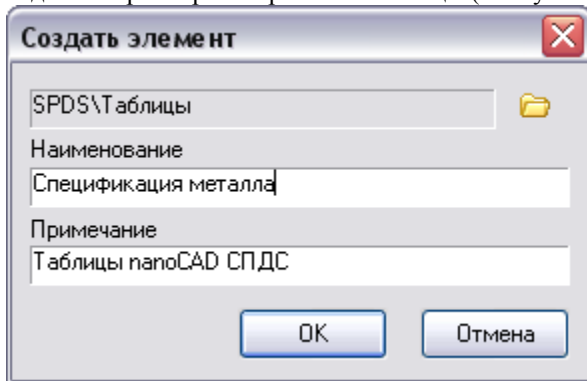 Создать элемент
SPDS\Таблицы
Наименование
Спецификация металла
Примечание
Таблицы nanoCAD СПДС
OK
Отмена